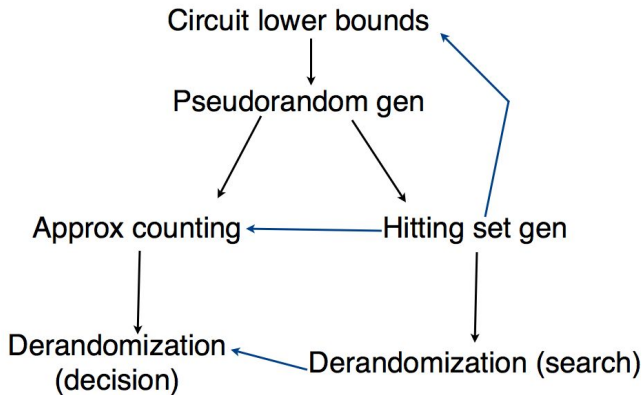 Circuit lower bounds
Pseudorandom gen
Approx counting
Hitting set gen
Derandomization
(decision)
Derandomization (search)